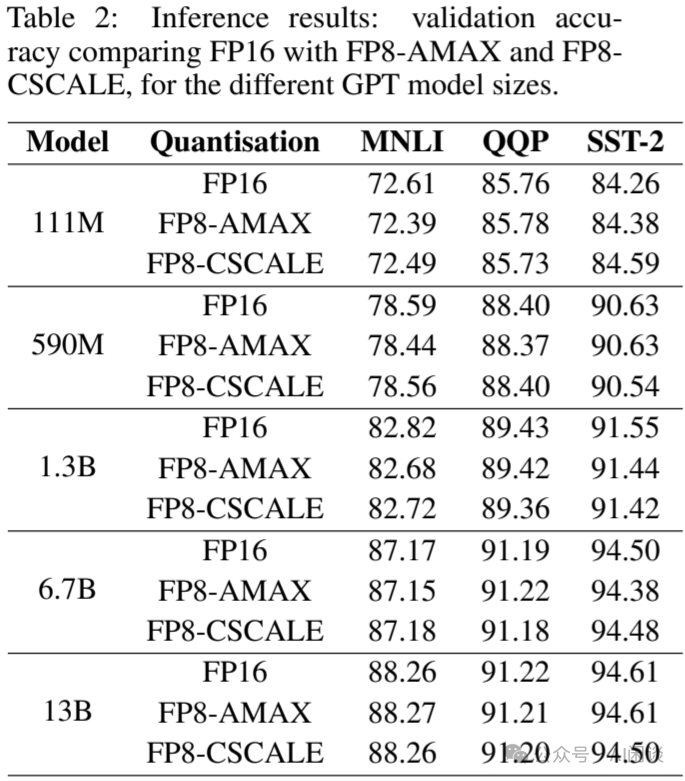 Table 2: Inference results: validation accu-
racy comparing FP16 with FP8-AMAX and FP8-
CSCALE, for the different GPT model sizes.
Model Quantisation MNLI QQP SST-2
FP16 72.61 85.76 84.26
111M FP8-AMAX 72.39 85.78 84.38
FP8-CSCALE 72.49 85.73 84.59
FP16 78.59 88.40 90.63
590M FP8-AMAX 78.44 88.37 90.63
FP8-CSCALE 78.56 88.40 90.54
FP16 82.82 89.43 91.55
1.3B FP8-AMAX 82.68 89.42 91.44
FP8-CSCALE 82.72 89.36 91.42
FP16 87.17 91.19 94.50
6.7B FP8-AMAX 87.15 91.22 94.38
FP8-CSCALE 87.18 91.18 94.48
FP16 88.26 91.22 94.61
13B FP8-AMAX 88.27 91.21 94.61
FP8-CSCALE 88.26 91.20 94.50
公众号